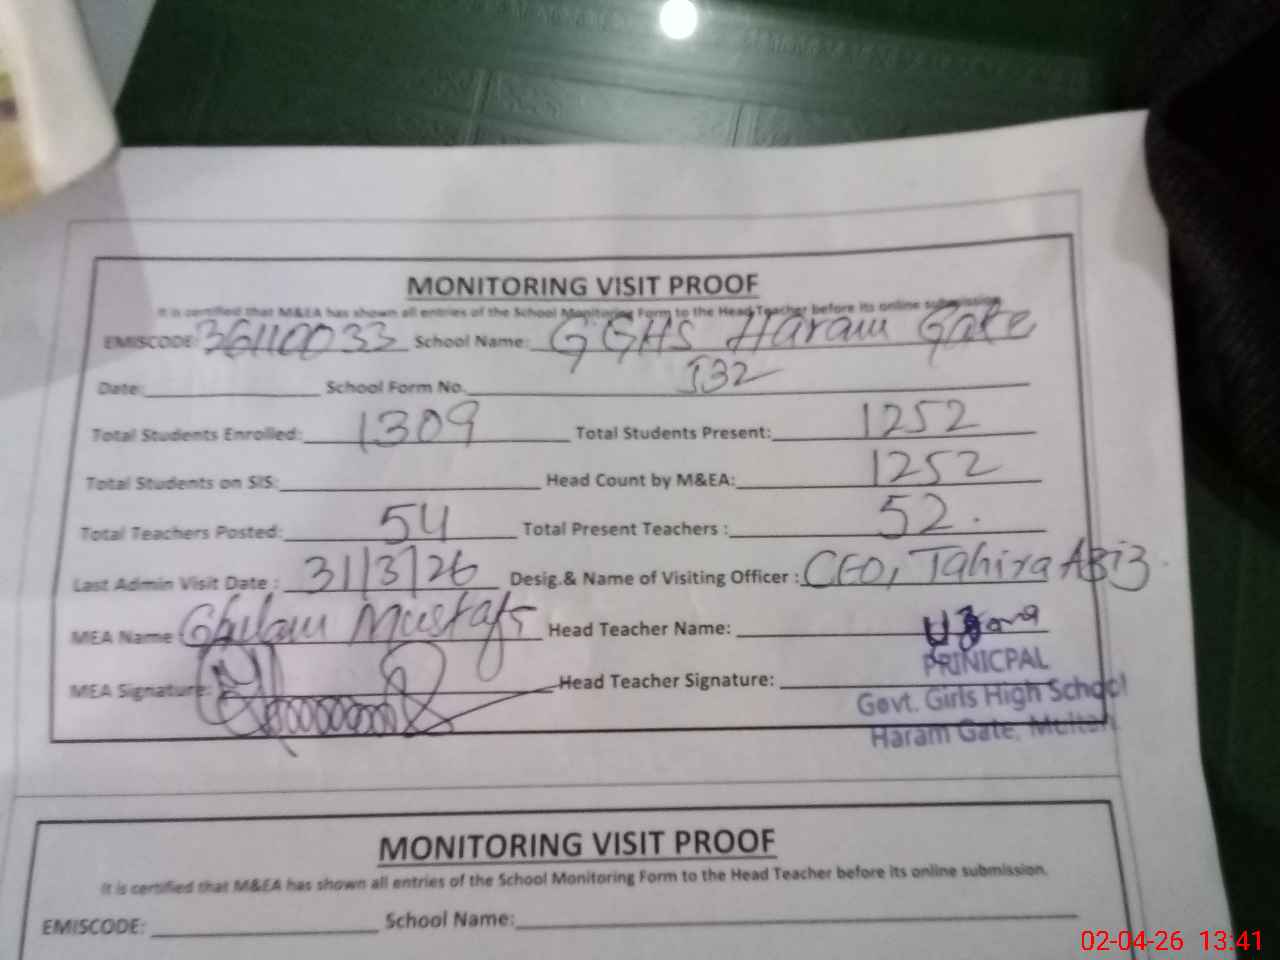 MONITORING VISIT PROOF
It is certified that M&EA has shown all entries of the School Monitoring Form to the Head Teacher before its online submission.
EMISCODE: 36110033 School Name: GGHS Haram Gate
Date: School Form No. 132
Total Students Enrolled: 1309 Total Students Present: 1252
Total Students on SIS: Head Count by M&EA: 1252
Total Teachers Posted: 54 Total Present Teachers : 52.
Last Admin Visit Date : 31/3/26 Desig.& Name of Visiting Officer : CEO, Tahira Aziz
MEA Name Ghulam Mustafa Head Teacher Name:
MEA Signature: Head Teacher Signature:
PRINICPAL
Govt. Girls High School
Haram Gate, Multan
MONITORING VISIT PROOF
It is certified that M&EA has shown all entries of the School Monitoring Form to the Head Teacher before its online submission.
EMISCODE: School Name:
02-04-26 13:41